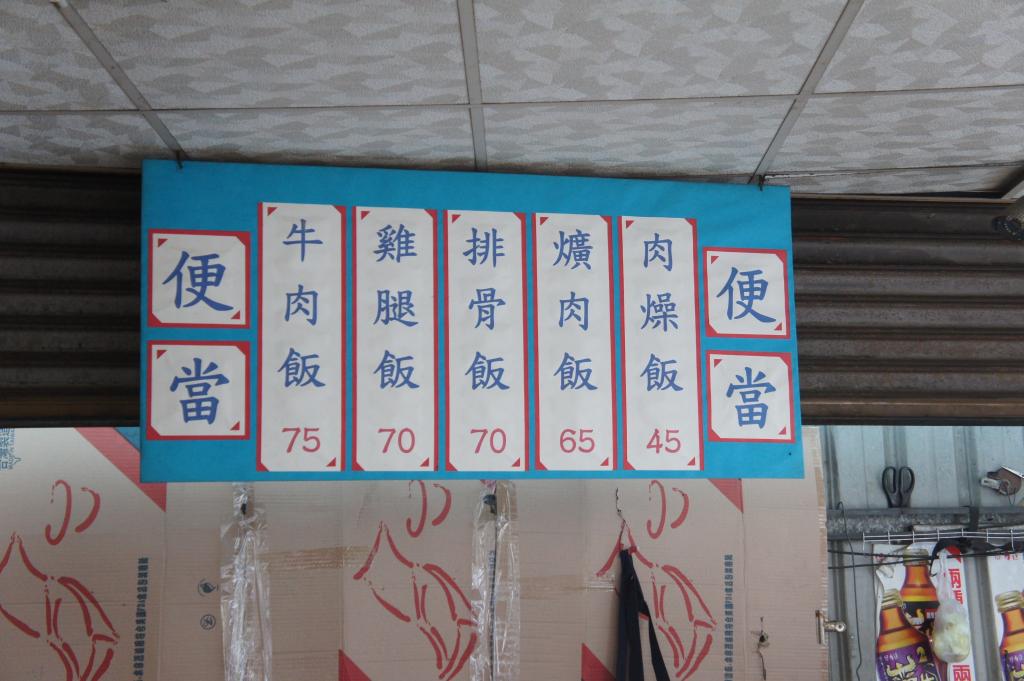 便當
肉燥飯 45
爌肉飯 65
排骨飯 70
雞腿飯 70
牛肉飯 75
便當